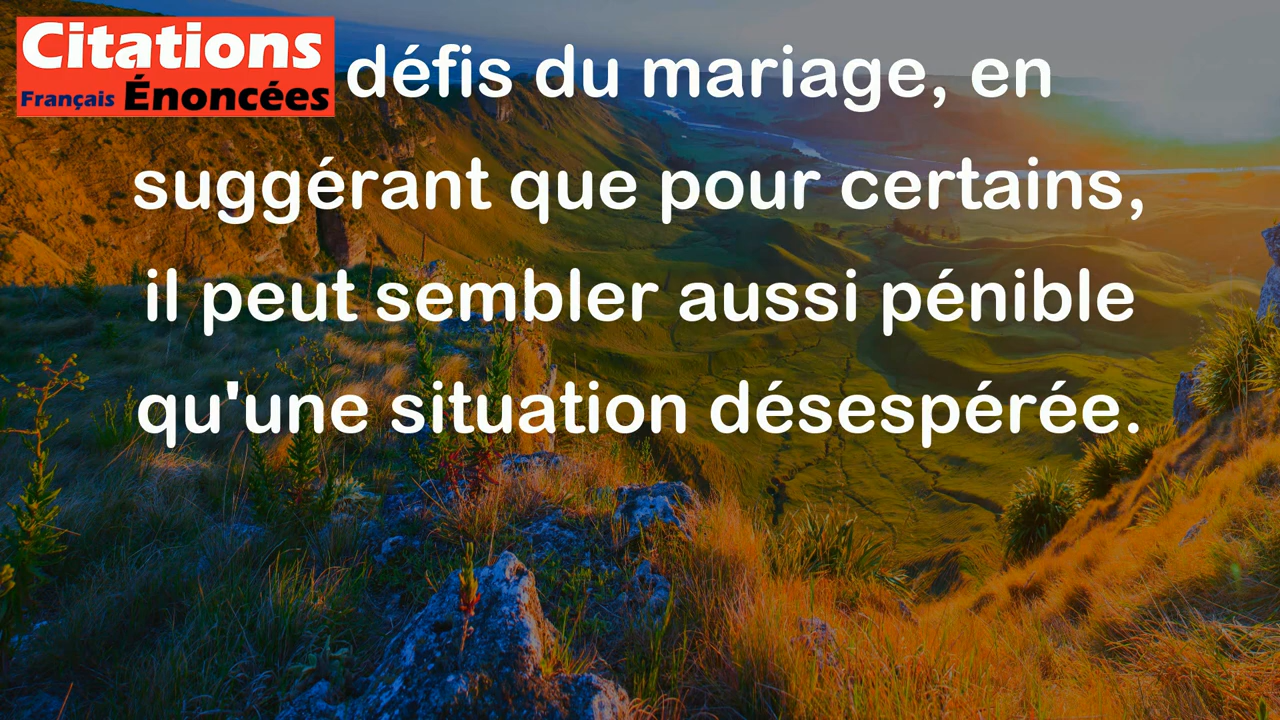 Citations
Français Énoncées
défis du mariage, en
suggérant que pour certains,
il peut sembler aussi pénible
qu'une situation désespérée.